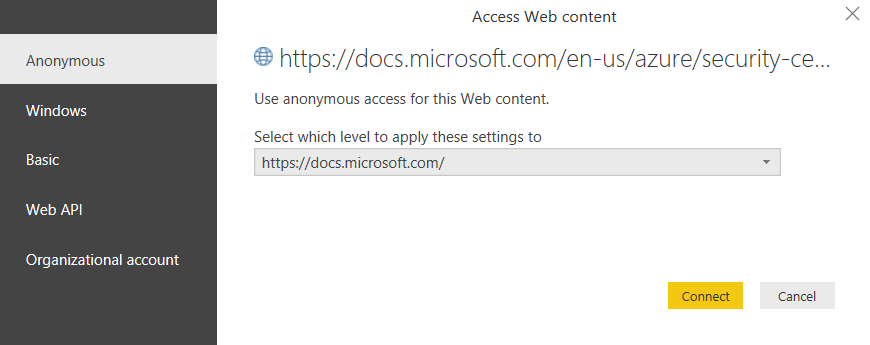 Access Web content
Anonymous
Windows
Basic
Web API
Organizational account
https://docs.microsoft.com/en-us/azure/security-ce...
Use anonymous access for this Web content.
Select which level to apply these settings to
https://docs.microsoft.com/
Connect
Cancel